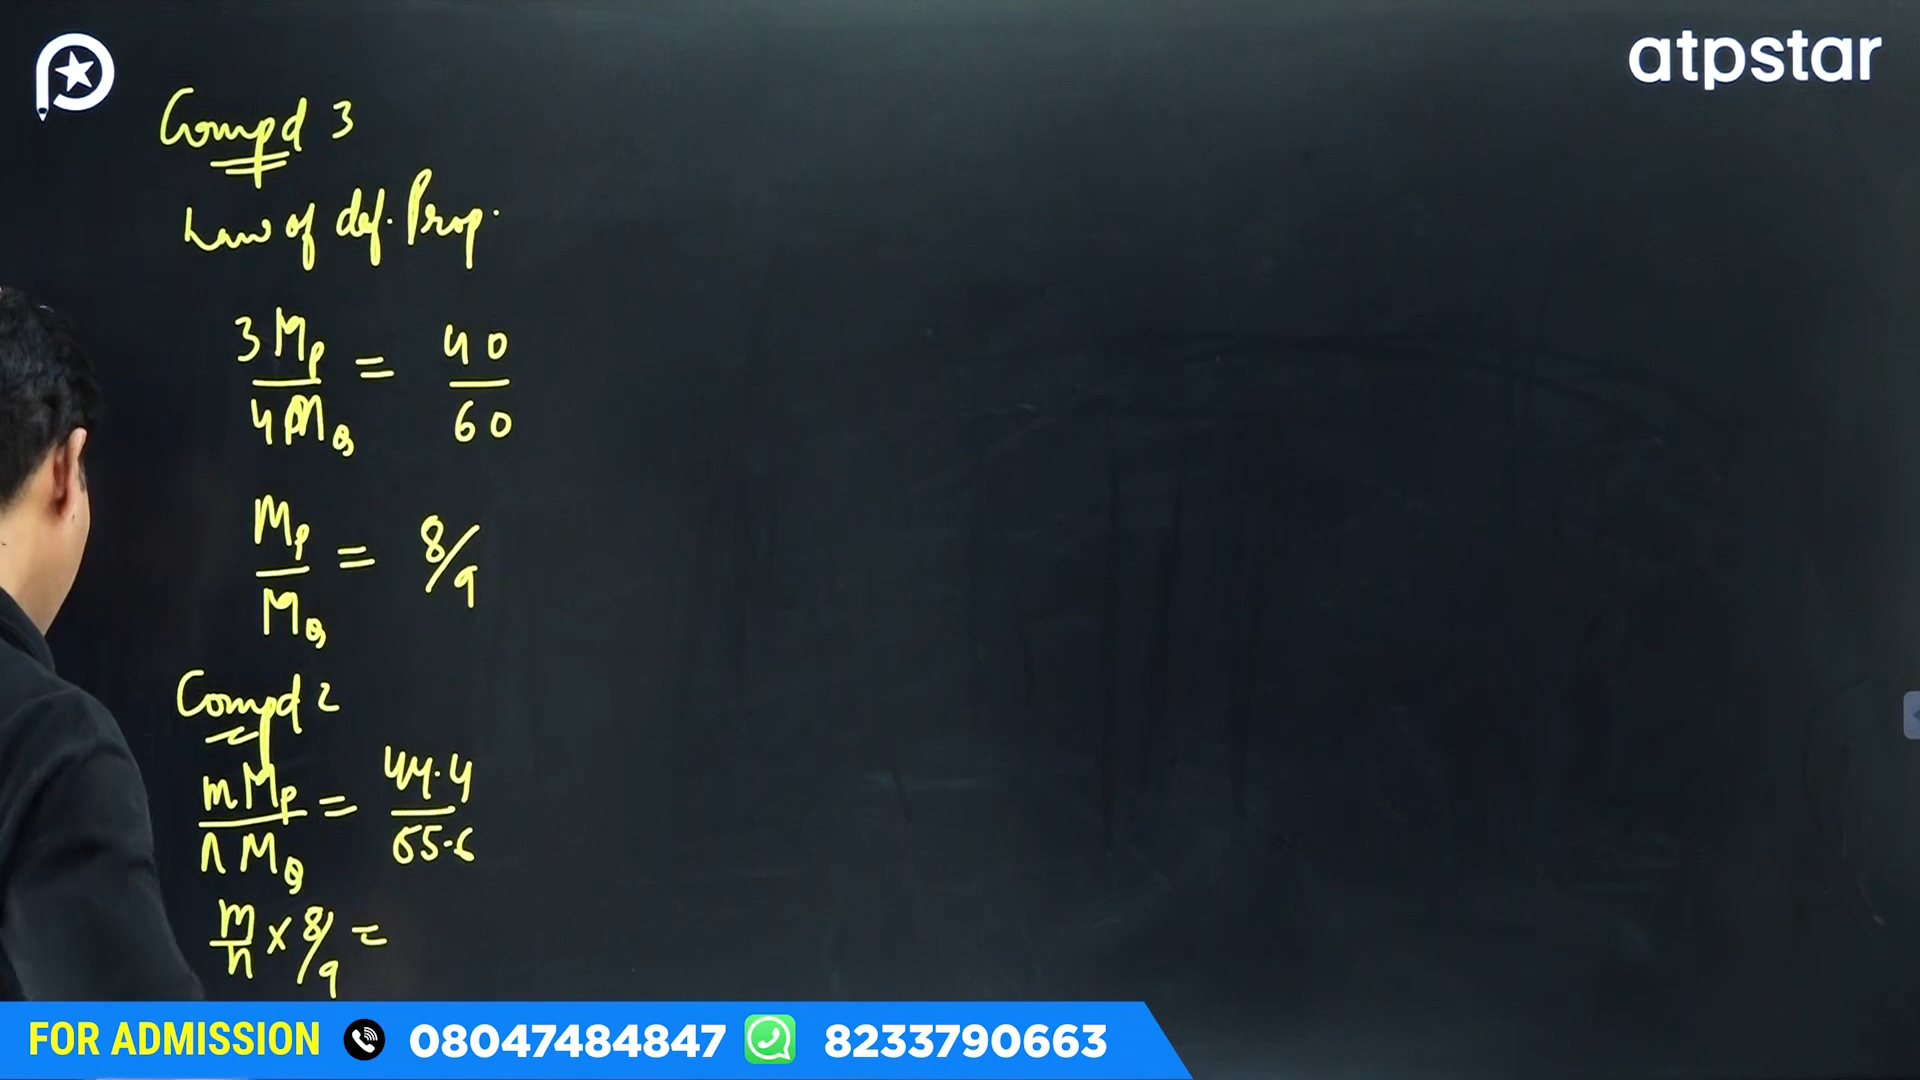 atpstar
Compd 3
Law of def. Prop.
3 Mp / 4 MQ = 40 / 60
Mp / MQ = 8/9
Compd 2
m Mp / n MQ = 44.4 / 55.6
m/n × 8/9 =
FOR ADMISSION 08047484847 8233790663